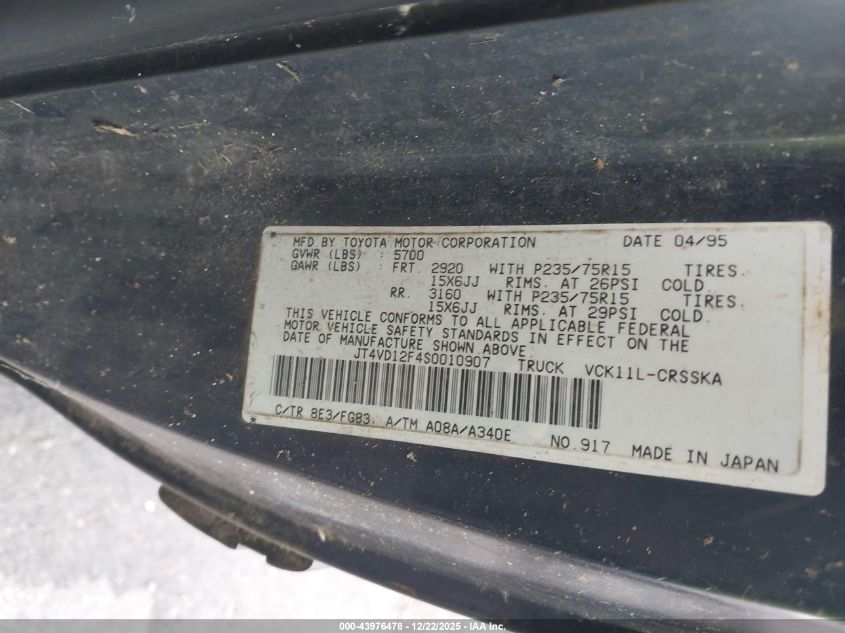 MFD BY TOYOTA MOTOR CORPORATION DATE 04/95
GVWR (LBS) : 5700
GAWR (LBS) : FRT. 2920 WITH P235/75R15 TIRES.
15X6JJ RIMS. AT 26PSI COLD.
RR. 3160 WITH P235/75R15 TIRES.
15X6JJ RIMS. AT 29PSI COLD.
THIS VEHICLE CONFORMS TO ALL APPLICABLE FEDERAL
MOTOR VEHICLE SAFETY STANDARDS IN EFFECT ON THE
DATE OF MANUFACTURE SHOWN ABOVE.
JT4VD12F4S0010907 TRUCK VCK11L-CRSSKA
C/TR 8E3/FG83. A/TM A08A/A340E NO.917 MADE IN JAPAN
000-43976478 - 12/22/2025 - IAA Inc.